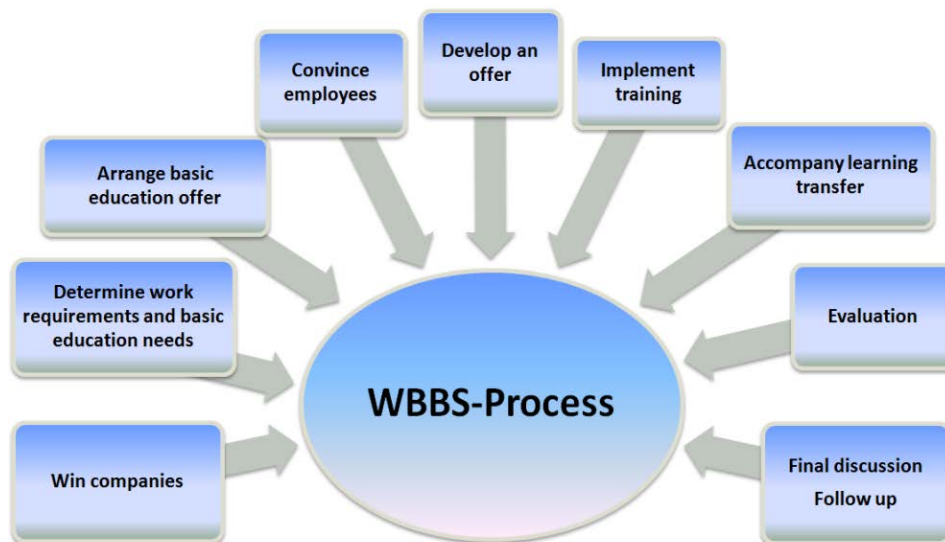 Win companies
Determine work
requirements and basic
education needs
Arrange basic
education offer
Convince
employees
Develop an
offer
Implement
training
Accompany learning
transfer
Evaluation
Final discussion
Follow up
WBBS-Process